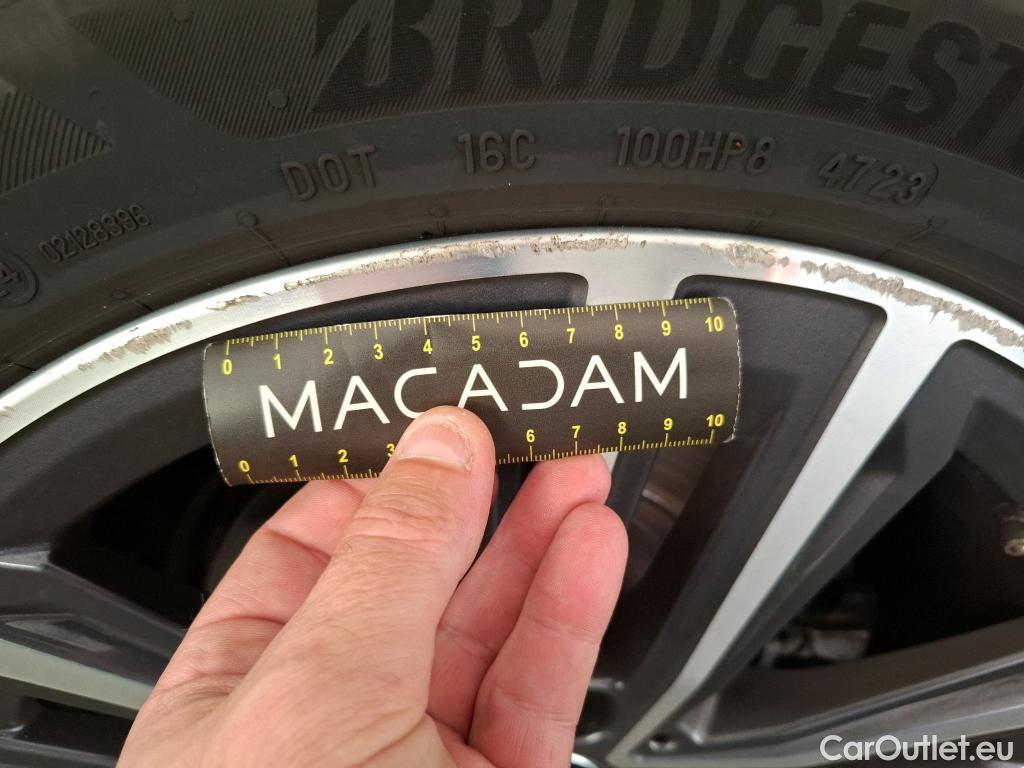 BRIDGEST
DOT 16C 100HP8 4723
02128396
0 1 2 3 4 5 6 7 8 9 10
MACADAM
0 1 2 3 6 7 8 9 10
CarOutlet.eu